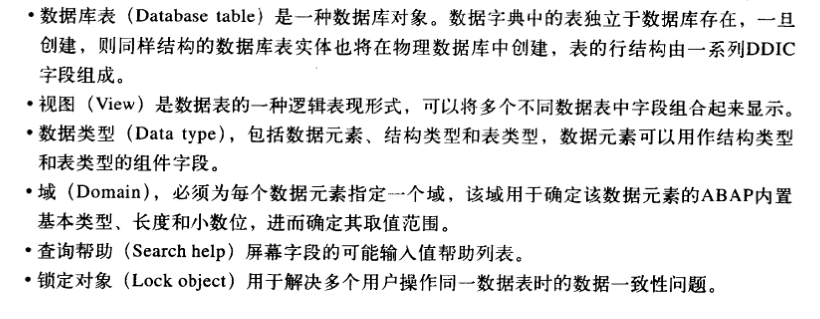 • 数据库表（Database table）是一种数据库对象。数据字典中的表独立于数据库存在，一旦
创建，则同样结构的数据库表实体也将在物理数据库中创建，表的行结构由一系列DDIC
字段组成。
• 视图（View）是数据表的一种逻辑表现形式，可以将多个不同数据表中字段组合起来显示。
• 数据类型（Data type），包括数据元素、结构类型和表类型，数据元素可以用作结构类型
和表类型的组件字段。
• 域（Domain），必须为每个数据元素指定一个域，该域用于确定该数据元素的ABAP内置
基本类型、长度和小数位，进而确定其取值范围。
• 查询帮助（Search help）屏幕字段的可能输入值帮助列表。
• 锁定对象（Lock object）用于解决多个用户操作同一数据表时的数据一致性问题。